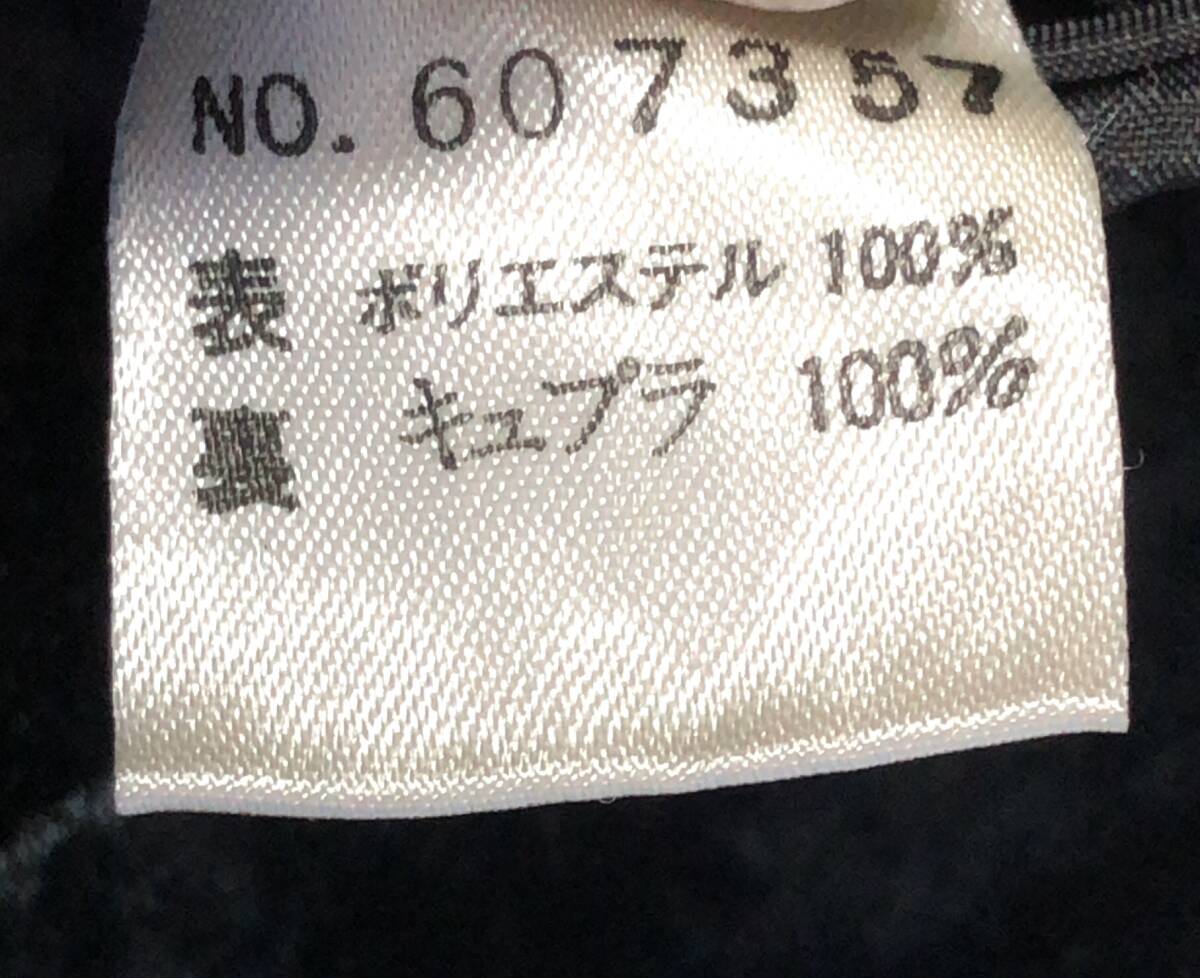 NO. 607357
表 ポリエステル 100%
裏 キュプラ 100%